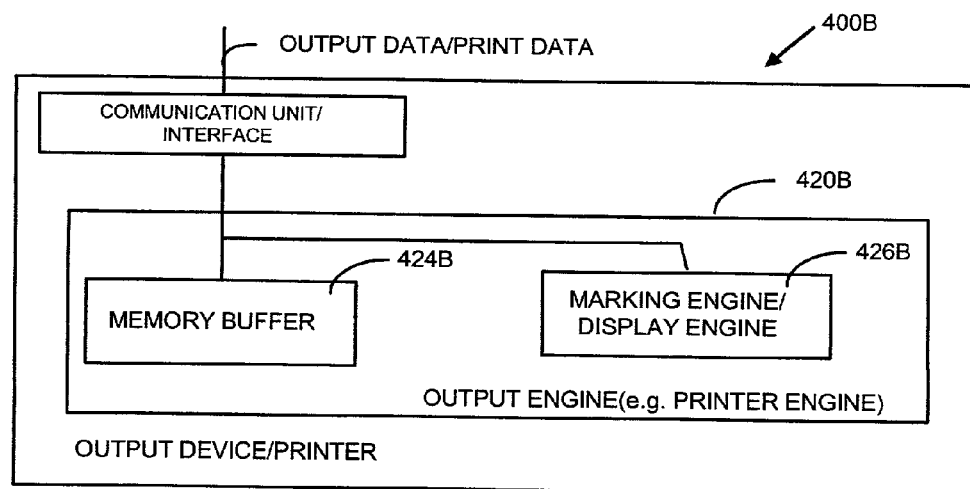 400B
OUTPUT DATA/PRINT DATA
COMMUNICATION UNIT/
INTERFACE
420B
424B
426B
MEMORY BUFFER
MARKING ENGINE/
DISPLAY ENGINE
OUTPUT ENGINE(e.g. PRINTER ENGINE)
OUTPUT DEVICE/PRINTER